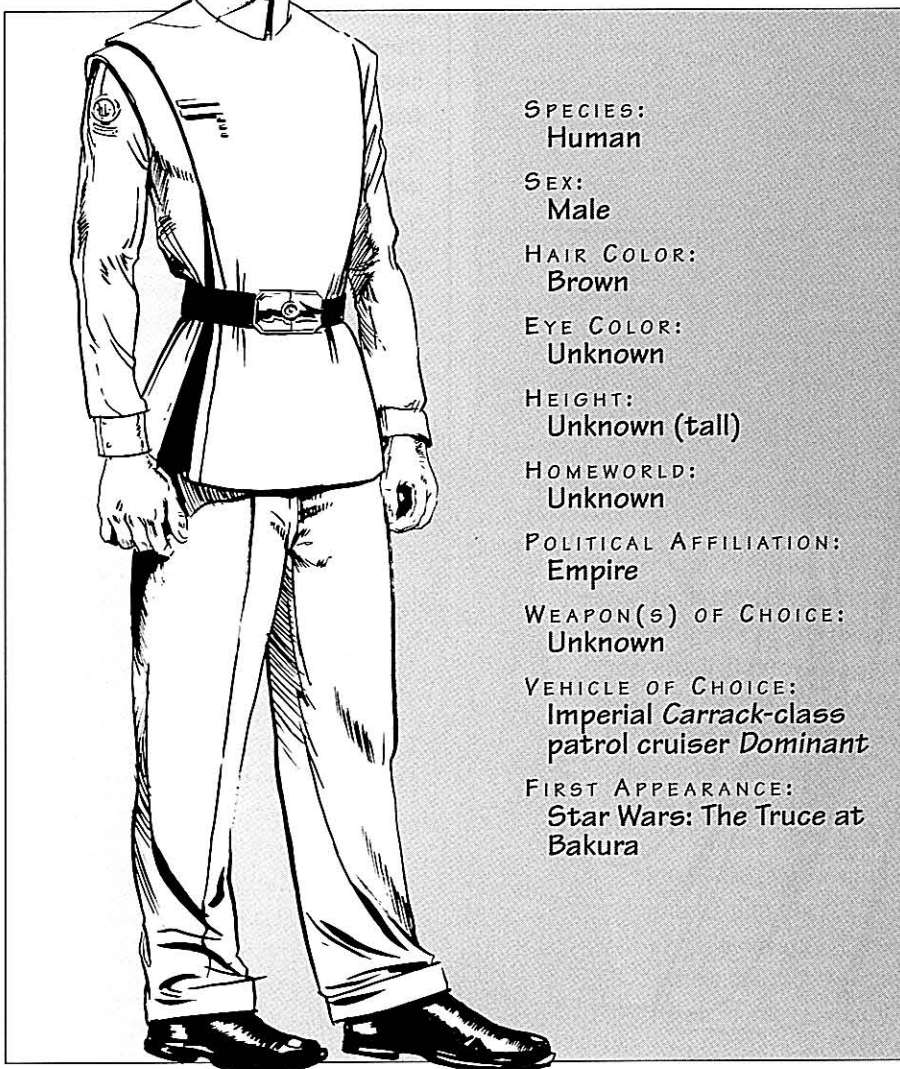 SPECIES:
Human
SEX:
Male
HAIR COLOR:
Brown
EYE COLOR:
Unknown
HEIGHT:
Unknown (tall)
HOMEWORLD:
Unknown
POLITICAL AFFILIATION:
Empire
WEAPON(S) OF CHOICE:
Unknown
VEHICLE OF CHOICE:
Imperial Carrack-class
patrol cruiser Dominant
FIRST APPEARANCE:
Star Wars: The Truce at
Bakura